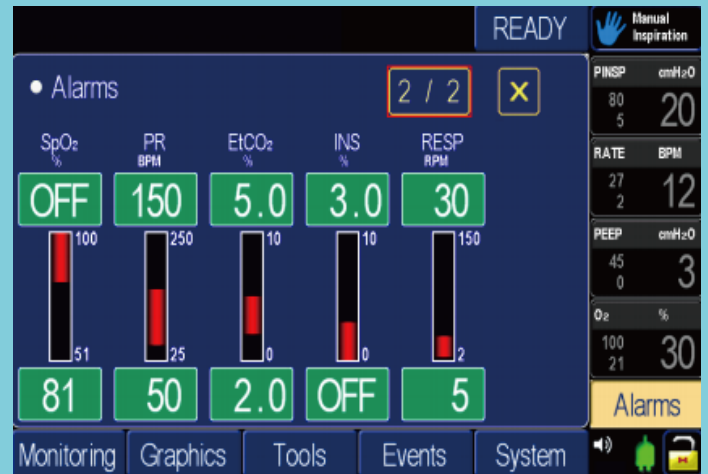 READY
Manual
Inspiration
Alarms
2 / 2
X
SpO₂
%
PR
BPM
EtCO₂
%
INS
%
RESP
RPM
OFF 150 5.0 3.0 30
100 250 10 10 150
51 25 0 0 2
81 50 2.0 OFF 5
PINSP cmH₂O
80
5
20
RATE BPM
27
2
12
PEEP cmH₂O
45
0
3
O₂ %
100
21
30
Alarms
Monitoring Graphics Tools Events System